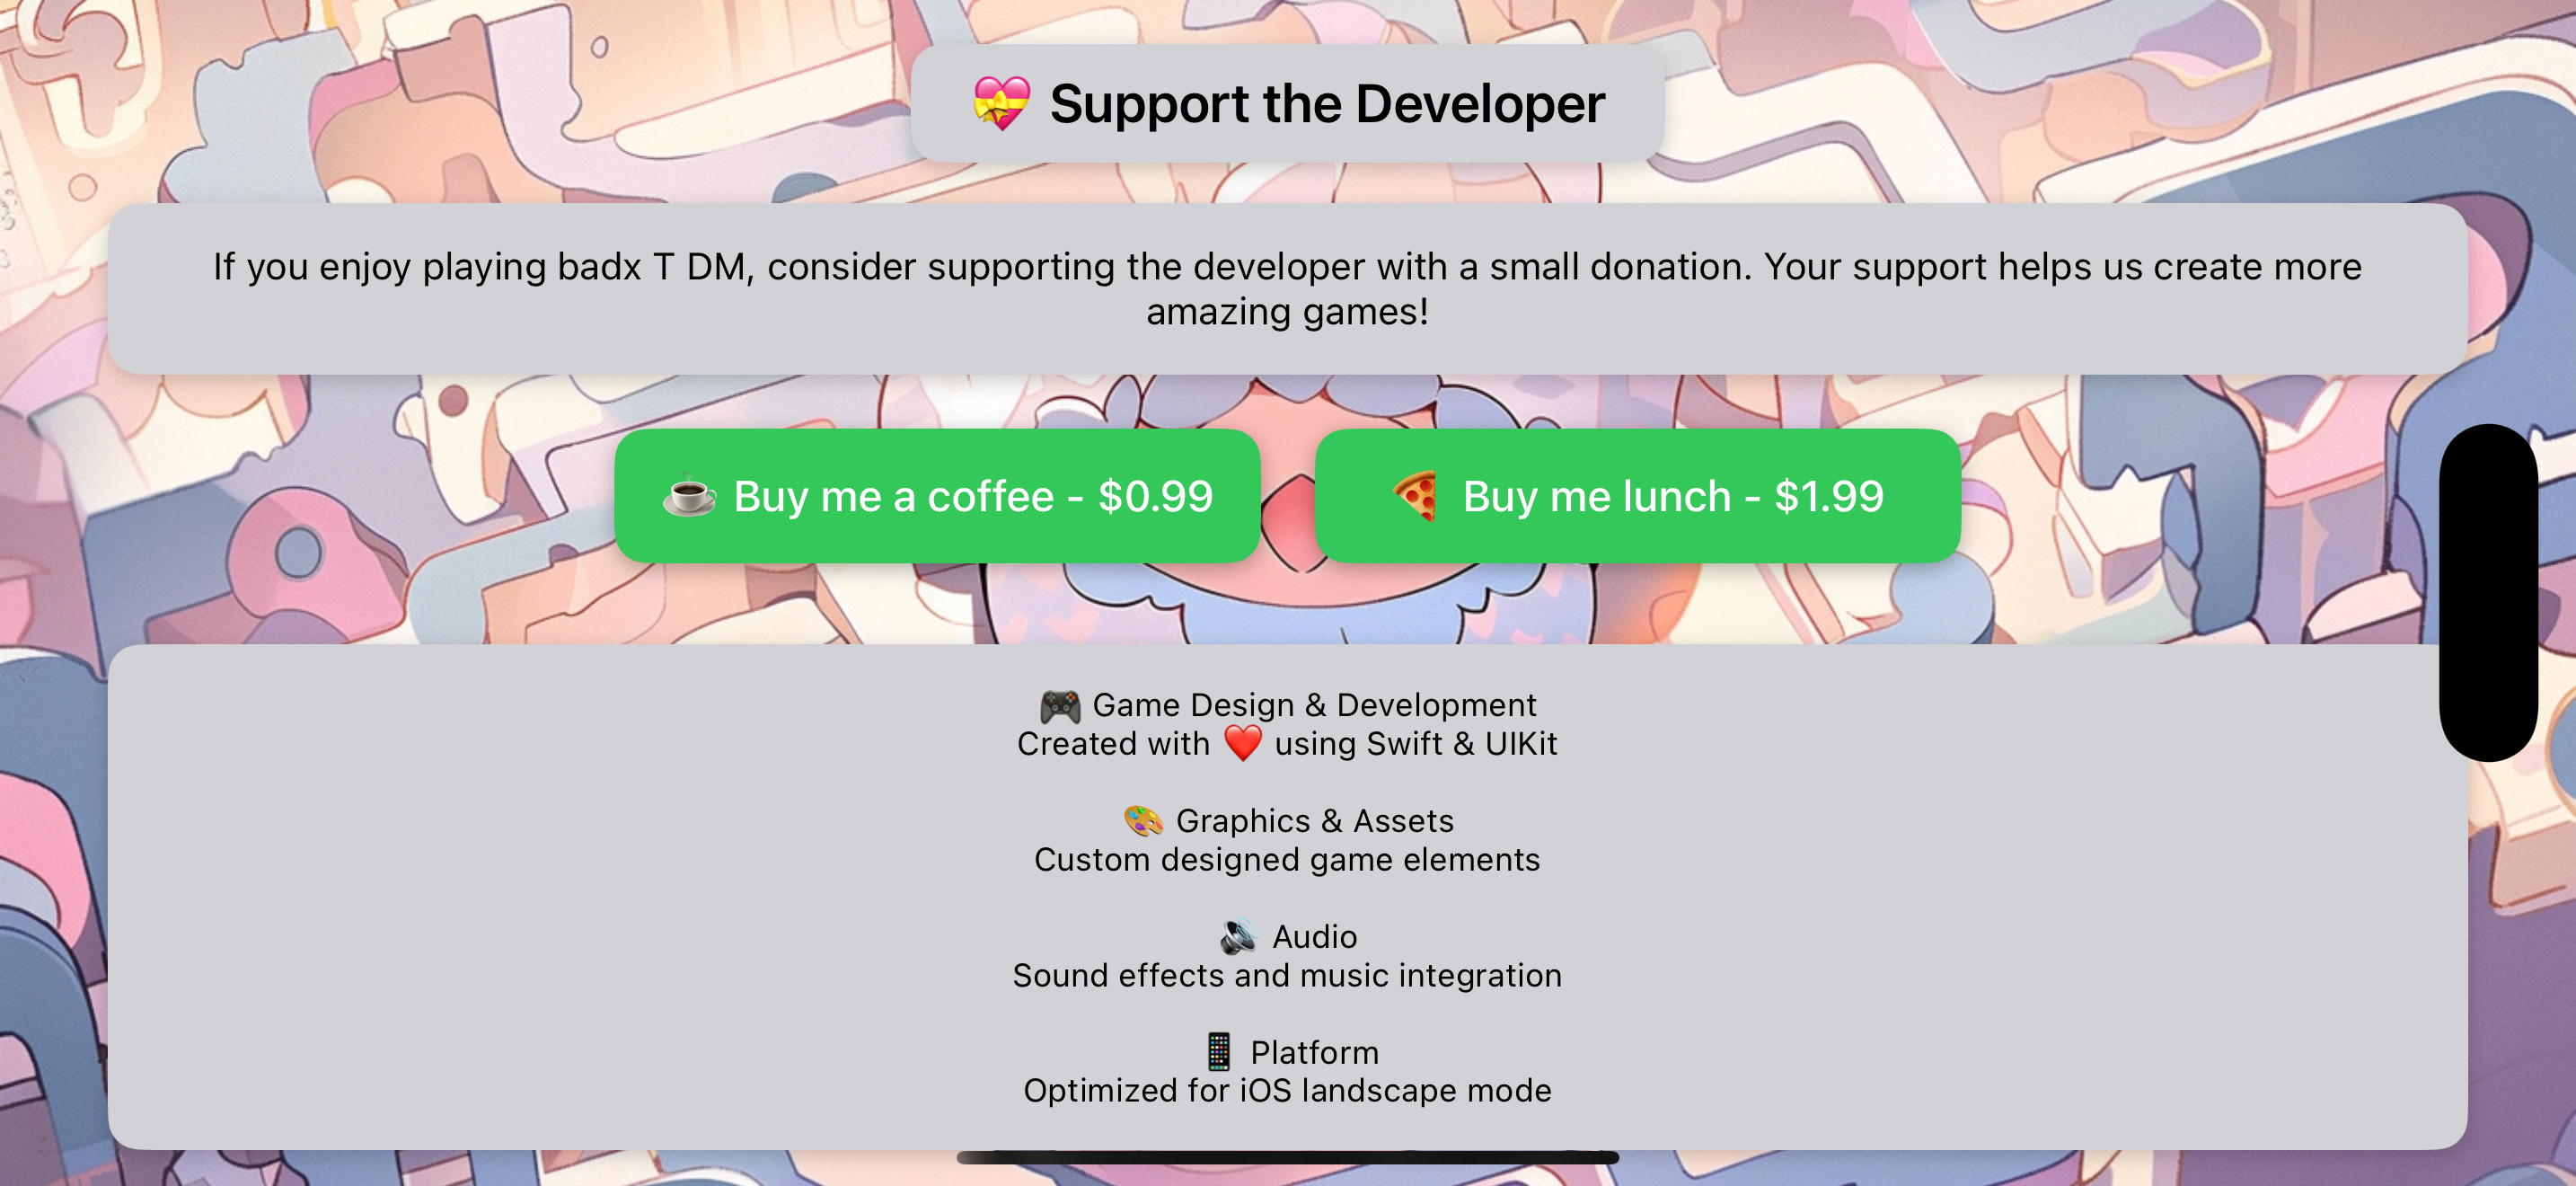 💝 Support the Developer
If you enjoy playing badx T DM, consider supporting the developer with a small donation. Your support helps us create more
amazing games!
☕ Buy me a coffee - $0.99
🍕 Buy me lunch - $1.99
🎮 Game Design & Development
Created with ❤️ using Swift & UIKit
🎨 Graphics & Assets
Custom designed game elements
🔊 Audio
Sound effects and music integration
📱 Platform
Optimized for iOS landscape mode